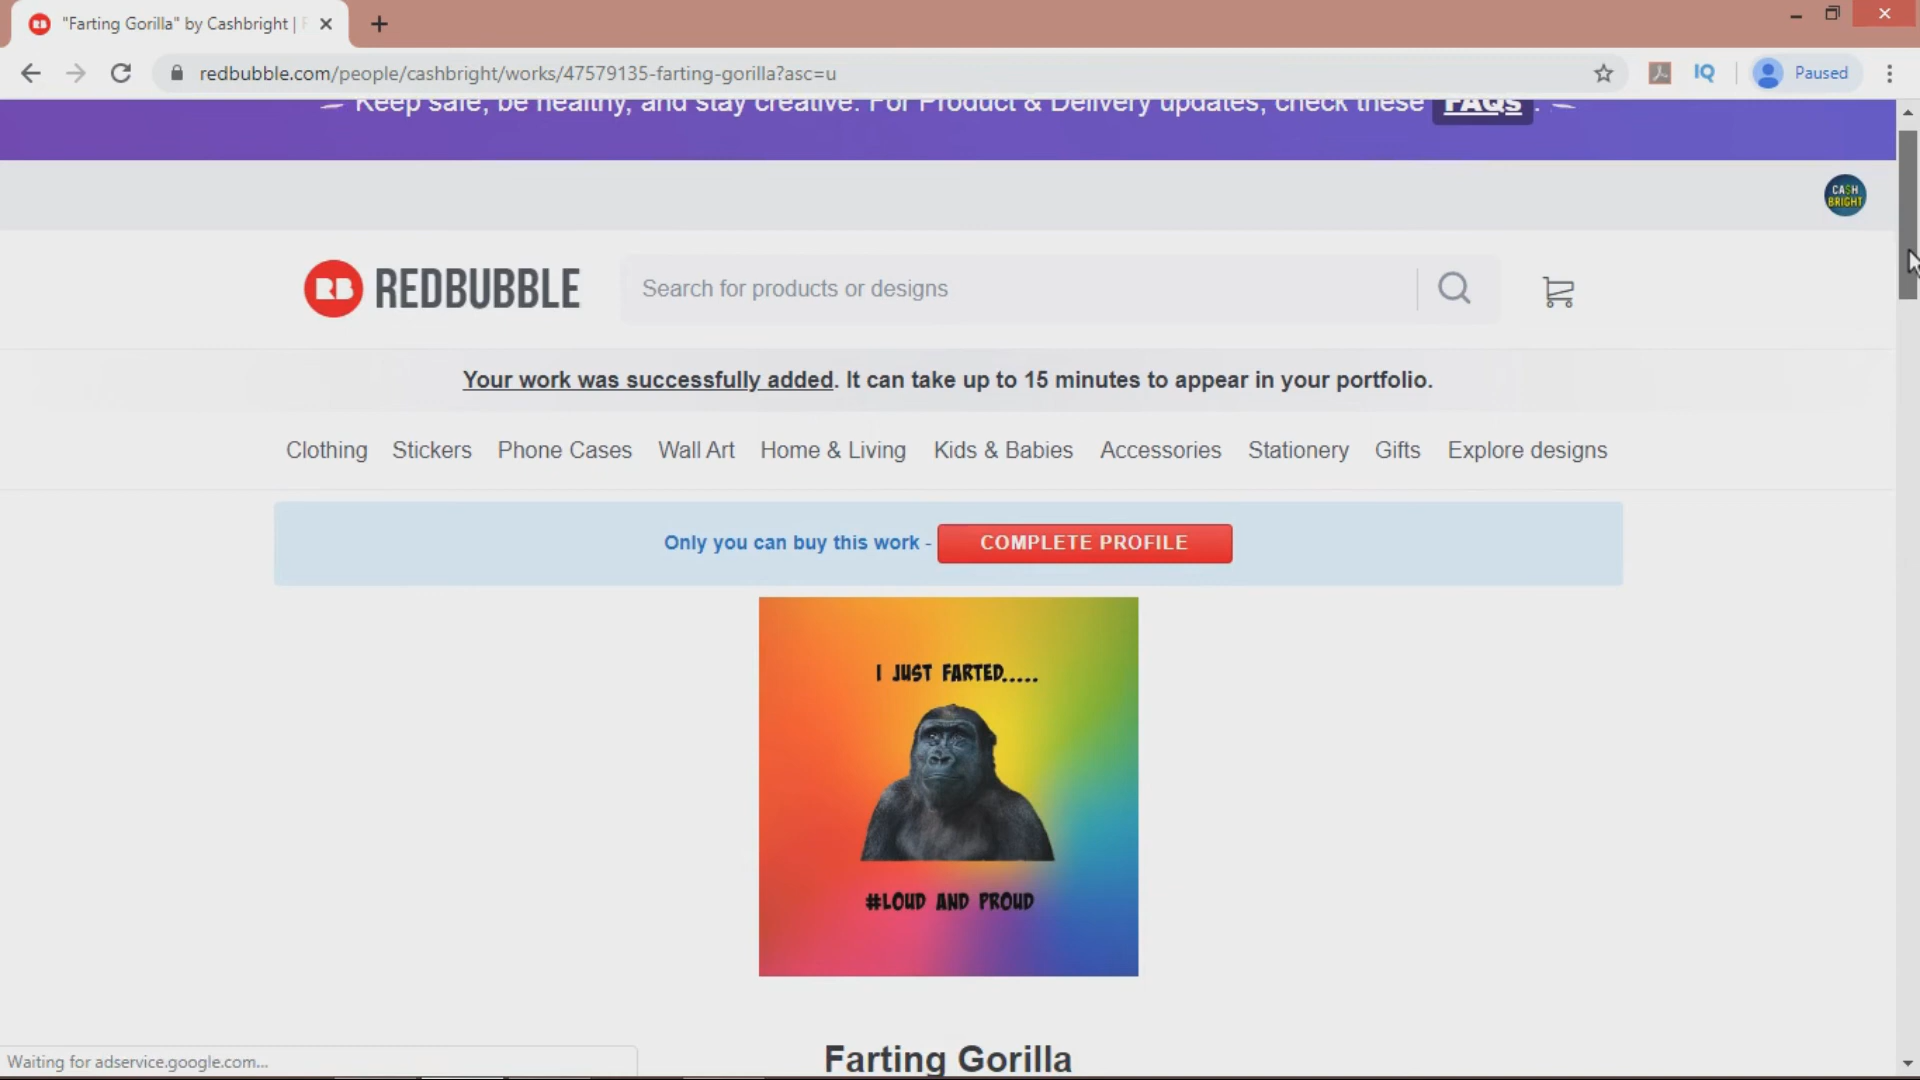 "Farting Gorilla" by Cashbright |
redbubble.com/people/cashbright/works/47579135-farting-gorilla?asc=u
IQ
Paused
Keep safe, be healthy, and stay creative. For Product & Delivery updates, check these FAQs.
CA$H
BRIGHT
RB REDBUBBLE
Search for products or designs
Your work was successfully added. It can take up to 15 minutes to appear in your portfolio.
Clothing Stickers Phone Cases Wall Art Home & Living Kids & Babies Accessories Stationery Gifts Explore designs
Only you can buy this work - COMPLETE PROFILE
I JUST FARTED.....
#LOUD AND PROUD
Farting Gorilla
Waiting for adservice.google.com...